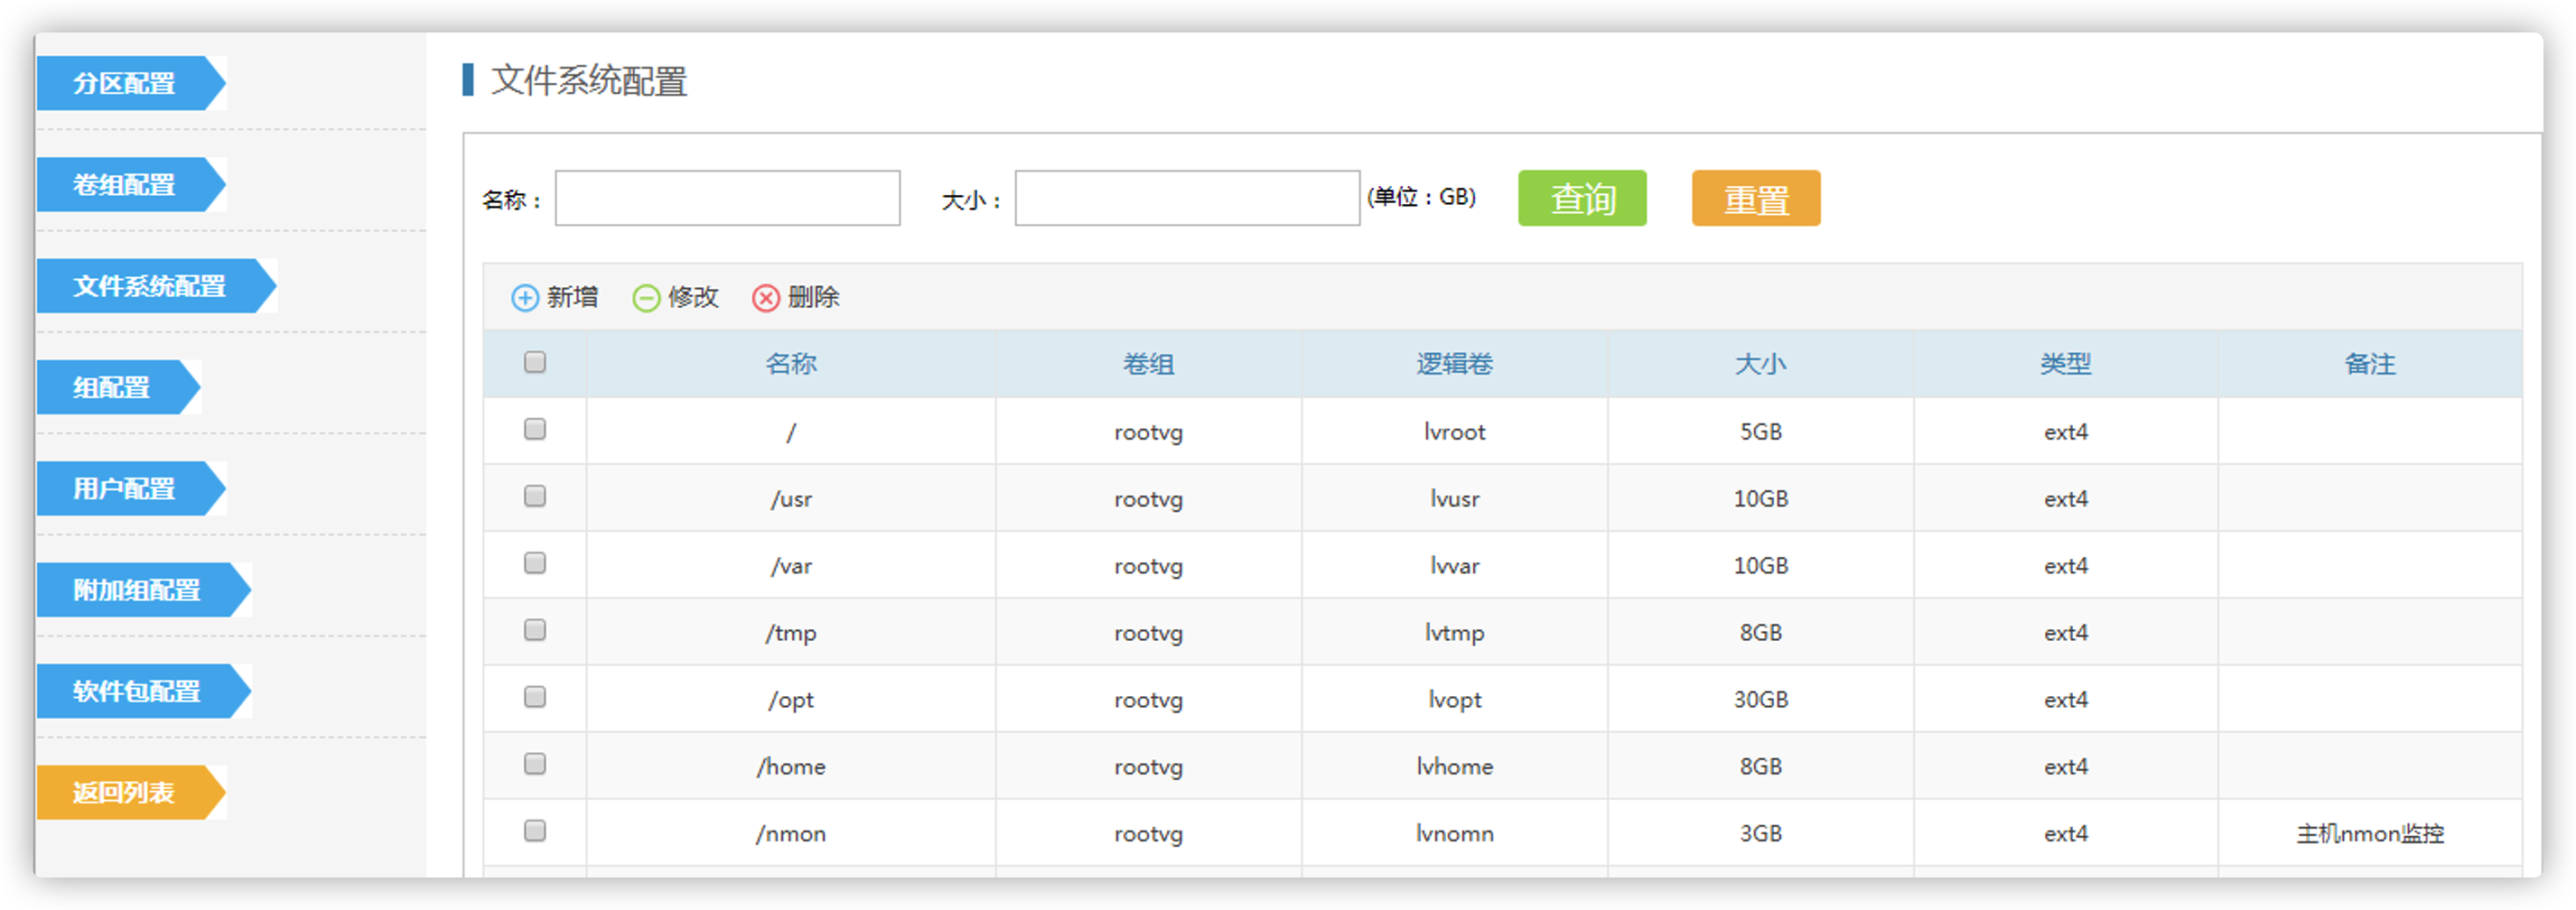 分区配置
卷组配置
文件系统配置
组配置
用户配置
附加组配置
软件包配置
返回列表
文件系统配置
名称： 大小： (单位：GB) 查询 重置
新增 修改 删除
名称 卷组 逻辑卷 大小 类型 备注
/ rootvg lvroot 5GB ext4
/usr rootvg lvusr 10GB ext4
/var rootvg lvvar 10GB ext4
/tmp rootvg lvtmp 8GB ext4
/opt rootvg lvopt 30GB ext4
/home rootvg lvhome 8GB ext4
/nmon rootvg lvnomn 3GB ext4 主机nmon监控